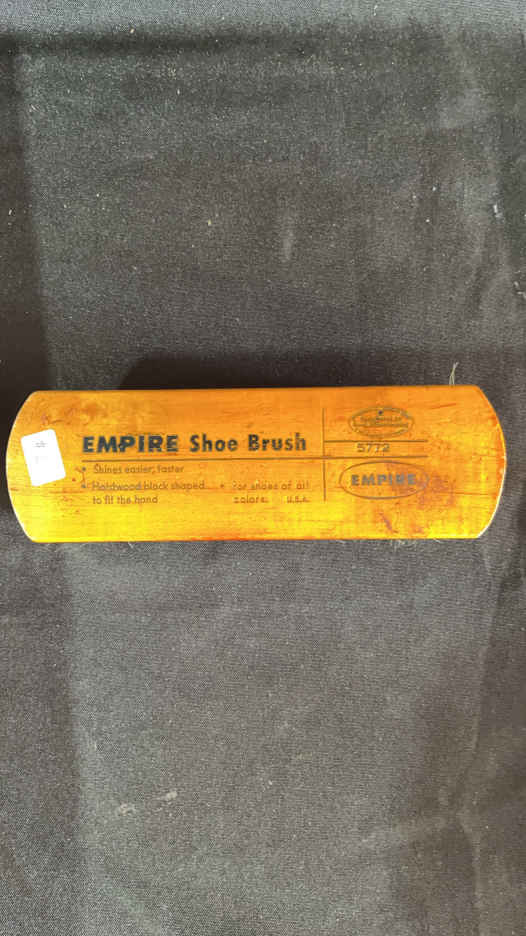 EMPIRE Shoe Brush
• Shines easier, faster
• Hardwood block shaped
to fit the hand
• for shoes of all
colors. U.S.A.
5772
EMPIRE